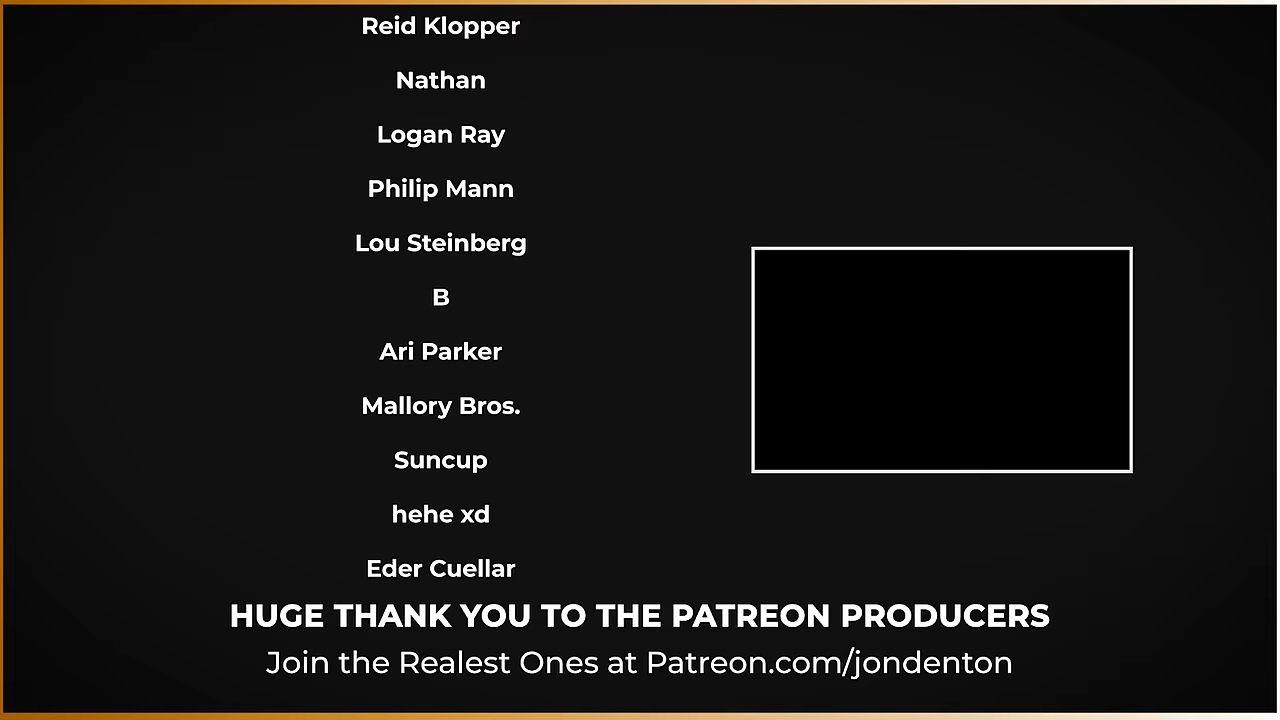 Reid Klopper
Nathan
Logan Ray
Philip Mann
Lou Steinberg
B
Ari Parker
Mallory Bros.
Suncup
hehe xd
Eder Cuellar
HUGE THANK YOU TO THE PATREON PRODUCERS
Join the Realest Ones at Patreon.com/jondenton